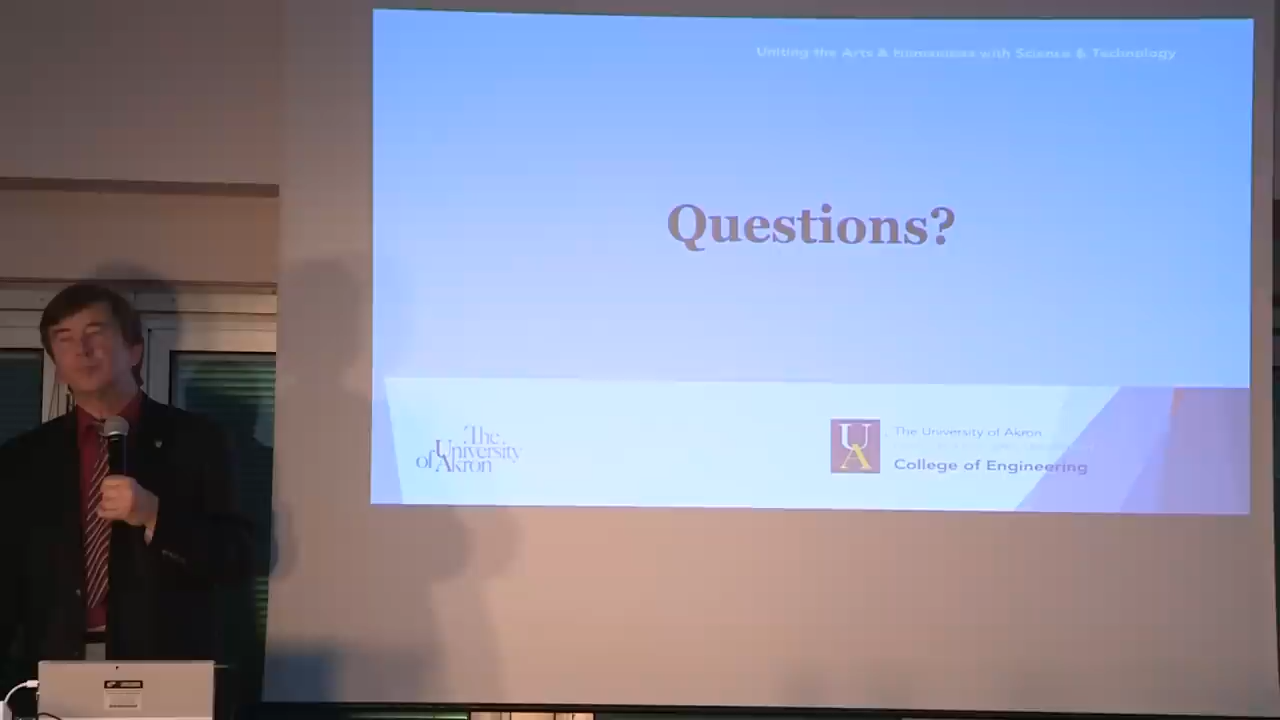 Uniting the Arts & Humanities with Science & Technology
Questions?
The
University
of Akron
UA
The University of Akron
College of Engineering